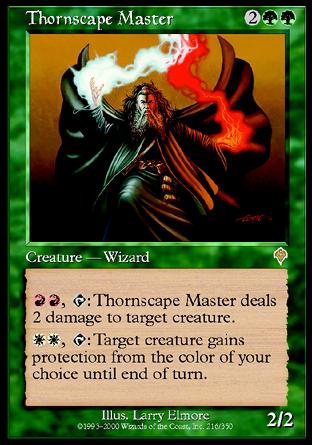 Thornscape Master 2
Creature — Wizard
, : Thornscape Master deals
2 damage to target creature.
, : Target creature gains
protection from the color of your
choice until end of turn.
Illus. Larry Elmore
©1993-2000 Wizards of the Coast, Inc. 216/350
2/2